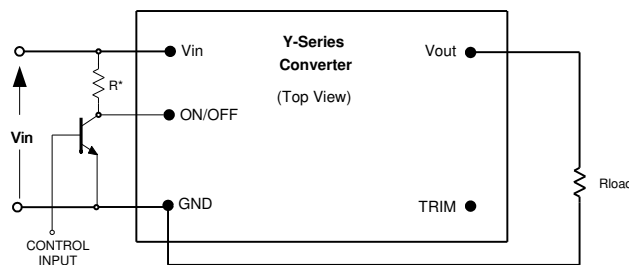 Y-Series
Converter
(Top View)
Vin
Vout
R*
ON/OFF
Vin
Rload
GND
TRIM
CONTROL
INPUT